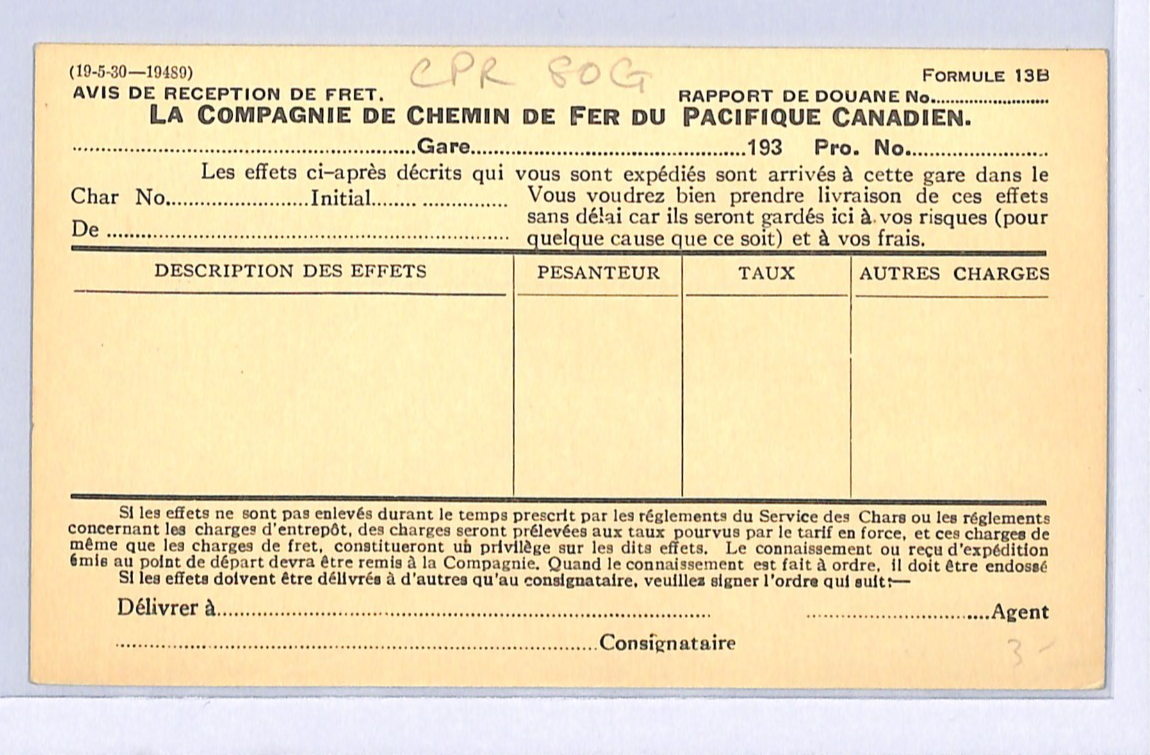 (19-5-30—19489) CPR 80G FORMULE 13B
AVIS DE RECEPTION DE FRET. RAPPORT DE DOUANE No..........................
LA COMPAGNIE DE CHEMIN DE FER DU PACIFIQUE CANADIEN.
..............................................................Gare..................................................193 Pro. No.........................
Les effets ci-après décrits qui vous sont expédiés sont arrivés à cette gare dans le
Char No..........................Initial........ ................ Vous voudrez bien prendre livraison de ces effets
sans délai car ils seront gardés ici à vos risques (pour
De .......................................................................... quelque cause que ce soit) et à vos frais.
DESCRIPTION DES EFFETS PESANTEUR TAUX AUTRES CHARGES
Si les effets ne sont pas enlevés durant le temps prescrit par les réglements du Service des Chars ou les réglements
concernant les charges d'entrepôt, des charges seront prélevées aux taux pourvus par le tarif en force, et ces charges de
même que les charges de fret, constitueront un privilège sur les dits effets. Le connaissement ou reçu d'expédition
émis au point de départ devra être remis à la Compagnie. Quand le connaissement est fait à ordre, il doit être endossé
Si les effets doivent être délivrés à d'autres qu'au consignataire, veuillez signer l'ordre qui suit:—
Délivrer à.......................................................................................... ..................................Agent
.......................................................................................Consignataire
3-